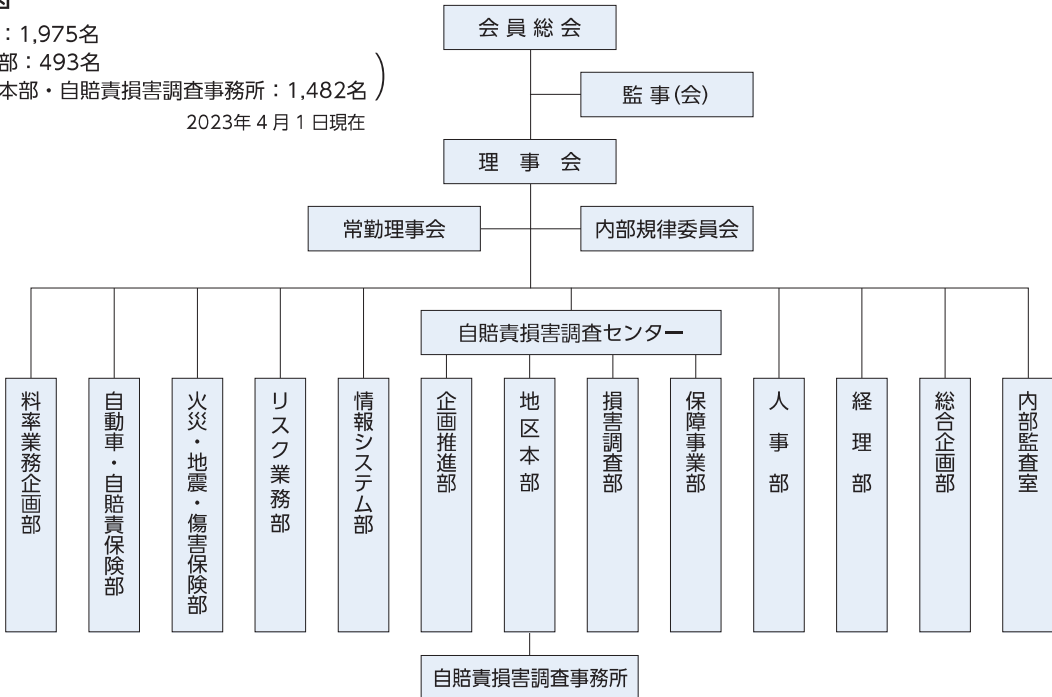 ：1,975名
部：493名
本部・自賠責損害調査事務所：1,482名）
2023年4月1日現在
会員総会
監事(会)
理事会
常勤理事会
内部規律委員会
自賠責損害調査センター
料率業務企画部
自動車・自賠責保険部
火災・地震・傷害保険部
リスク業務部
情報システム部
企画推進部
地区本部
損害調査部
保障事業部
人事部
経理部
総合企画部
内部監査室
自賠責損害調査事務所